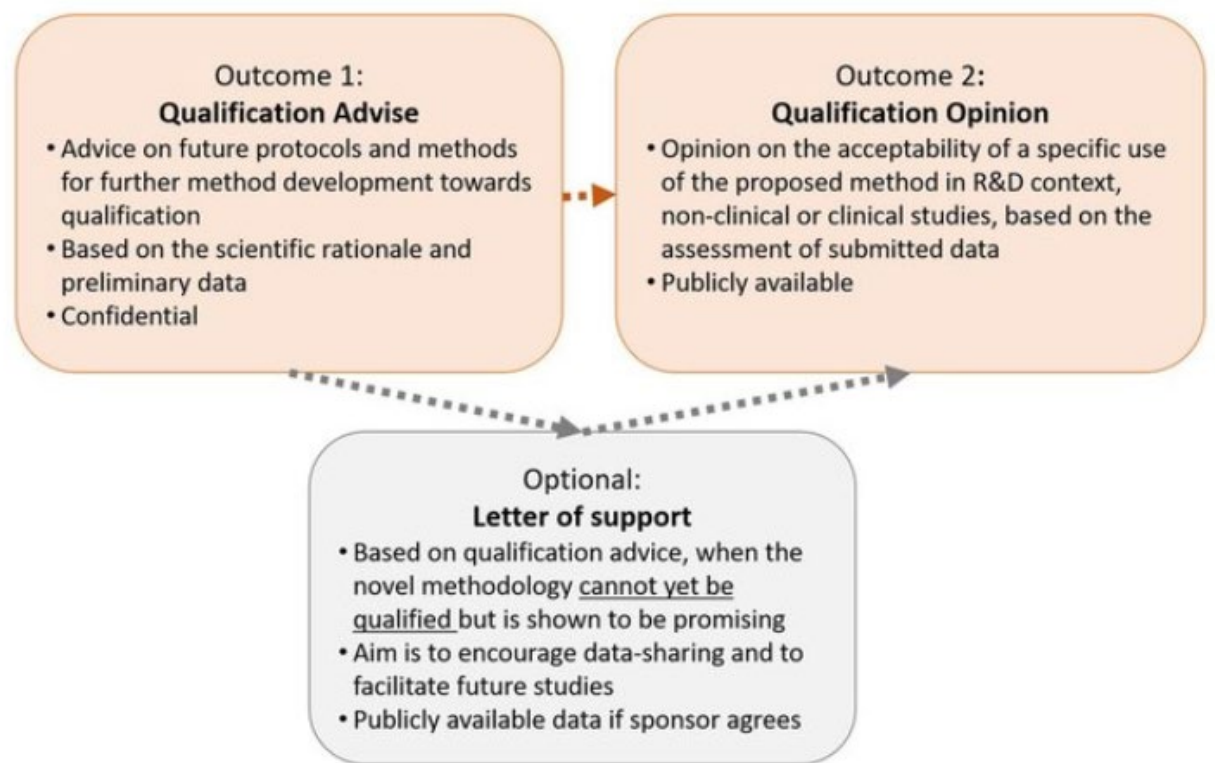 Outcome 1:
Qualification Advise
• Advice on future protocols and methods
for further method development towards
qualification
• Based on the scientific rationale and
preliminary data
• Confidential
Outcome 2:
Qualification Opinion
• Opinion on the acceptability of a specific use
of the proposed method in R&D context,
non-clinical or clinical studies, based on the
assessment of submitted data
• Publicly available
Optional:
Letter of support
• Based on qualification advice, when the
novel methodology cannot yet be
qualified but is shown to be promising
• Aim is to encourage data-sharing and to
facilitate future studies
• Publicly available data if sponsor agrees